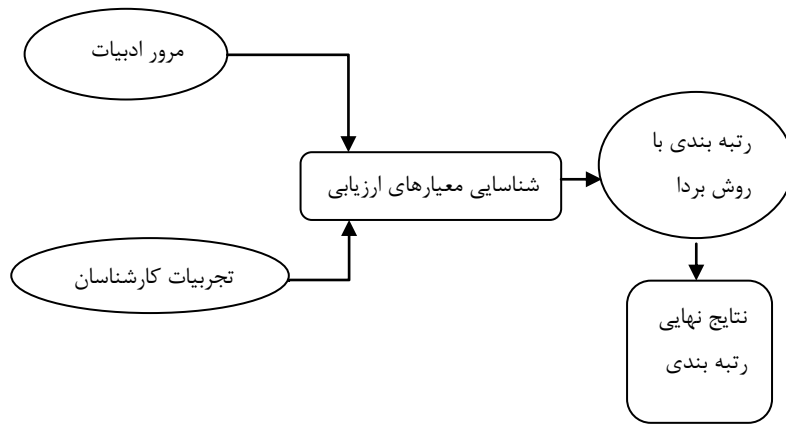 مرور ادبیات
رتبه بندی با
روش بردا
شناسایی معیارهای ارزیابی
تجربیات کارشناسان
نتایج نهایی
رتبه بندی